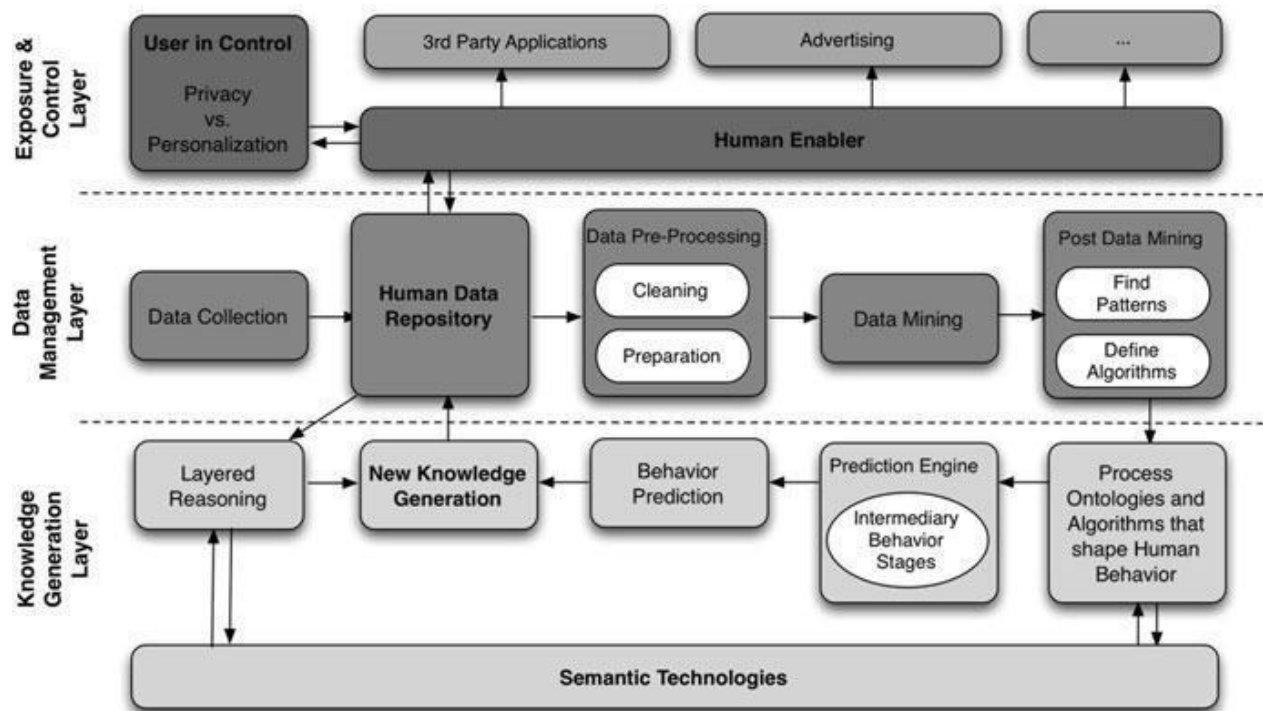 Exposure &
Control
Layer
User in Control
Privacy
vs.
Personalization
3rd Party Applications
Advertising
...
Human Enabler
Data
Management
Layer
Data Collection
Human Data
Repository
Data Pre-Processing
Cleaning
Preparation
Data Mining
Post Data Mining
Find
Patterns
Define
Algorithms
Knowledge
Generation
Layer
Layered
Reasoning
New Knowledge
Generation
Behavior
Prediction
Prediction Engine
Intermediary
Behavior
Stages
Process
Ontologies and
Algorithms that
shape Human
Behavior
Semantic Technologies